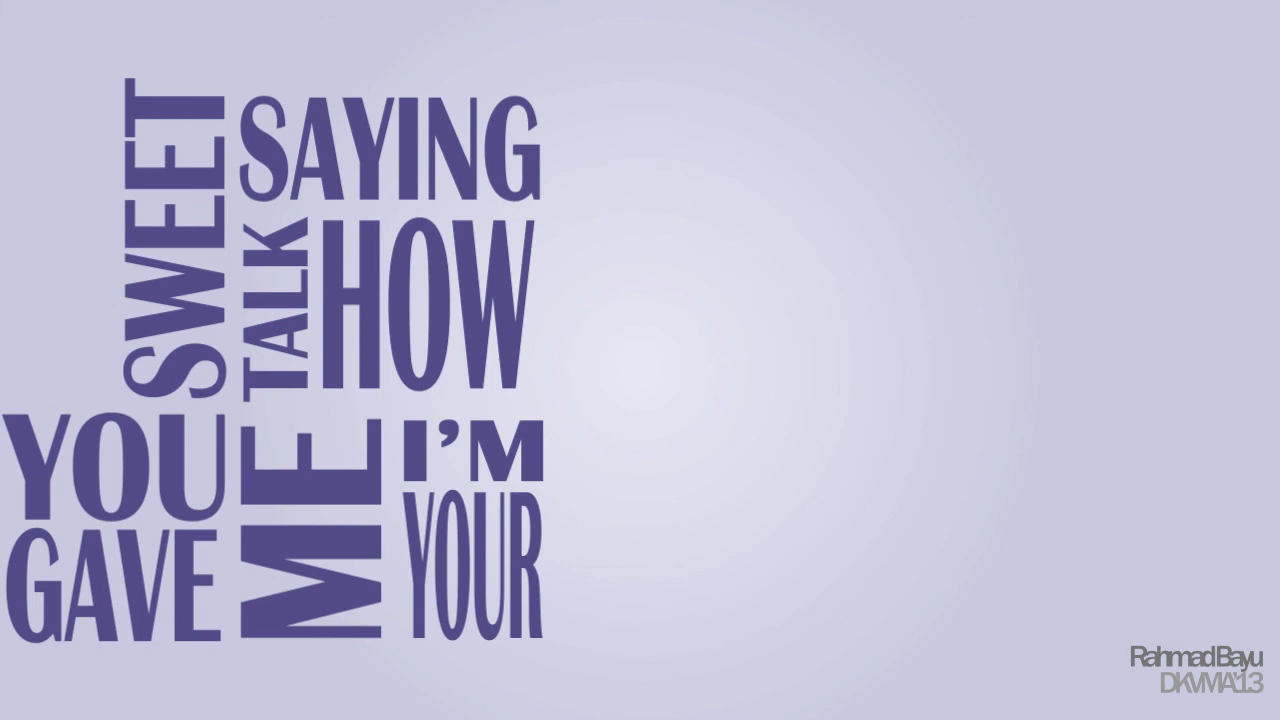 YOU
GAVE
SWEET
ME
TALK
SAYING
HOW
I'M
YOUR
Rahmad Bayu
DKVMA'13